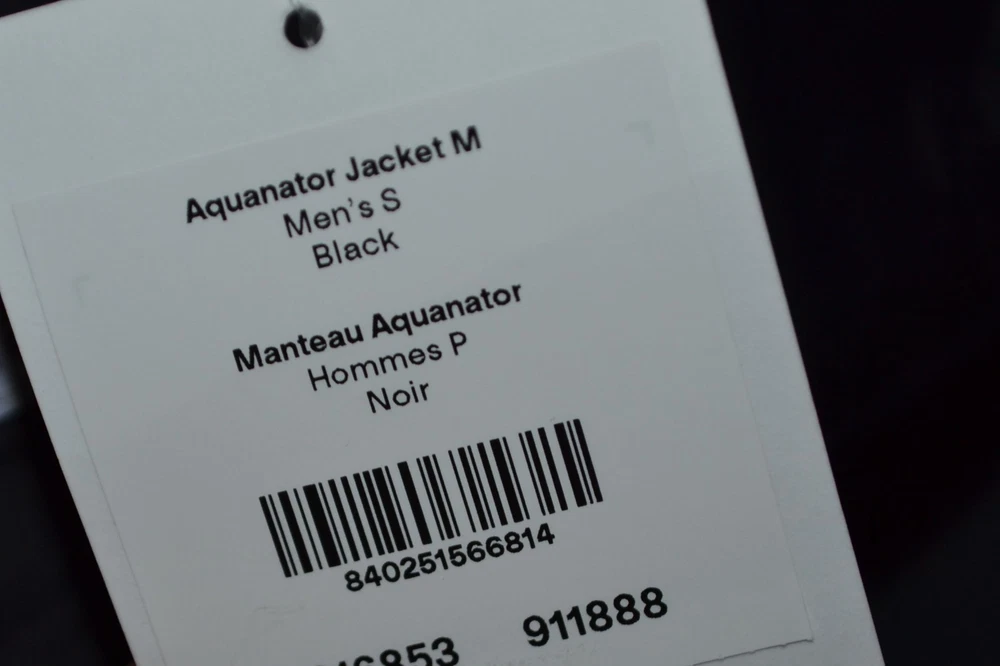 Aquanator Jacket M
Men's S
Black
Manteau Aquanator
Hommes P
Noir
840251566814
911888